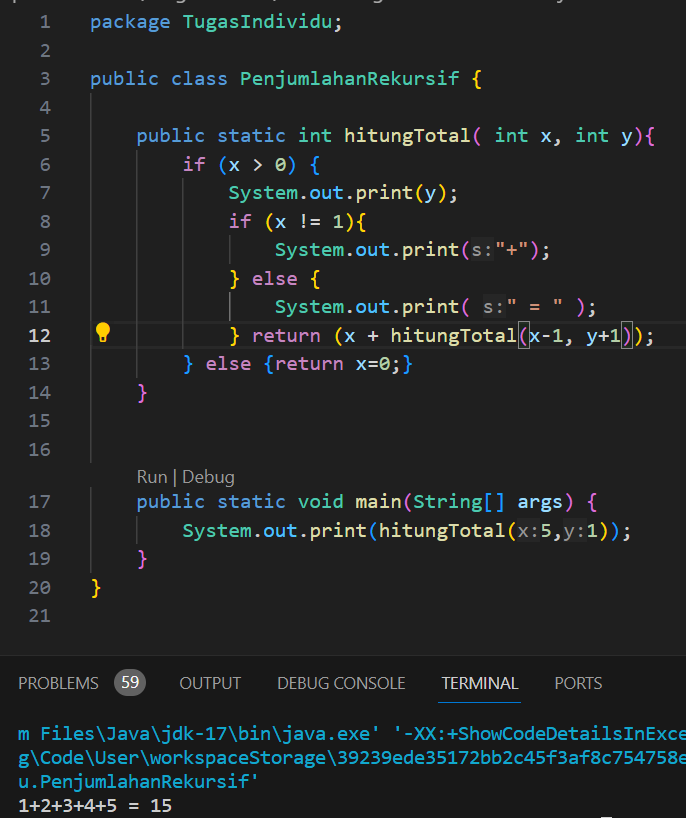 1 package TugasIndividu;
2
3 public class PenjumlahanRekursif {
4
5 public static int hitungTotal( int x, int y){
6 if (x > 0) {
7 System.out.print(y);
8 if (x != 1){
9 System.out.print(s:"+");
10 } else {
11 System.out.print( s:" = " );
12 } return (x + hitungTotal(x-1, y+1));
13 } else {return x=0;}
14 }
15
16
Run | Debug
17 public static void main(String[] args) {
18 System.out.print(hitungTotal(x:5,y:1));
19 }
20 }
21
PROBLEMS 59 OUTPUT DEBUG CONSOLE TERMINAL PORTS
m Files\Java\jdk-17\bin\java.exe' '-XX:+ShowCodeDetailsInExce
g\Code\User\workspaceStorage\39239ede35172bb2c45f3af8c754758e
u.PenjumlahanRekursif'
1+2+3+4+5 = 15